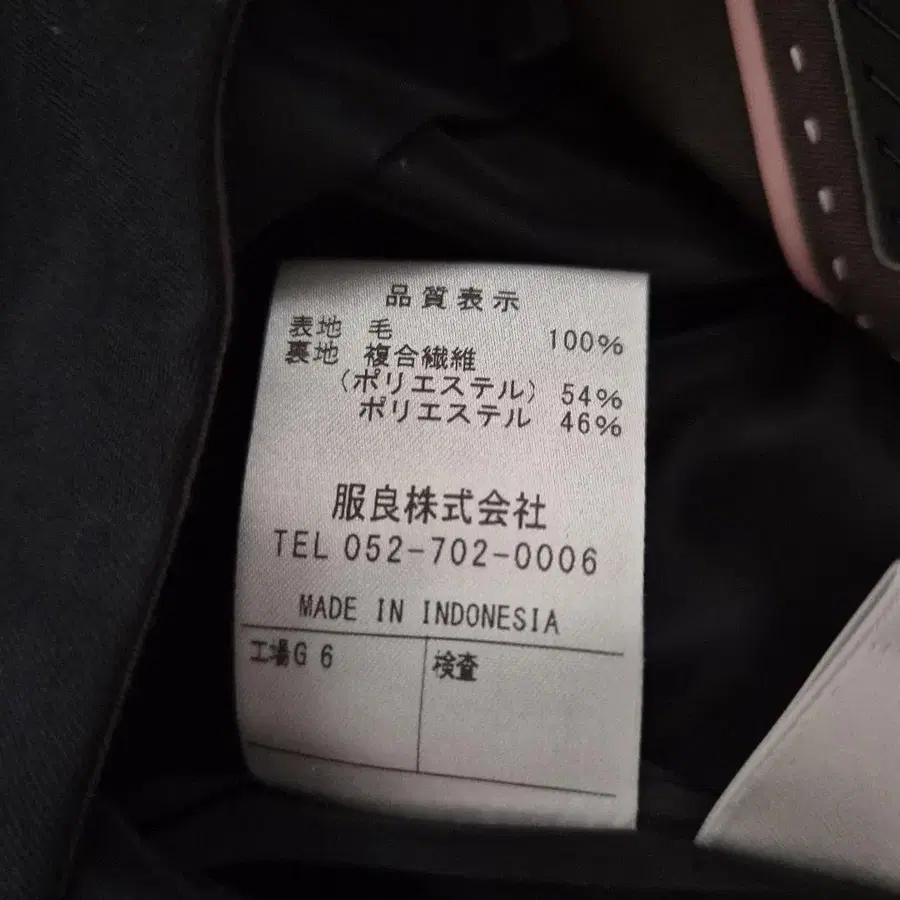 品質表示
表地 毛 100%
裏地 複合繊維
(ポリエステル) 54%
ポリエステル 46%
服良株式会社
TEL 052-702-0006
MADE IN INDONESIA
工場G 6 検査